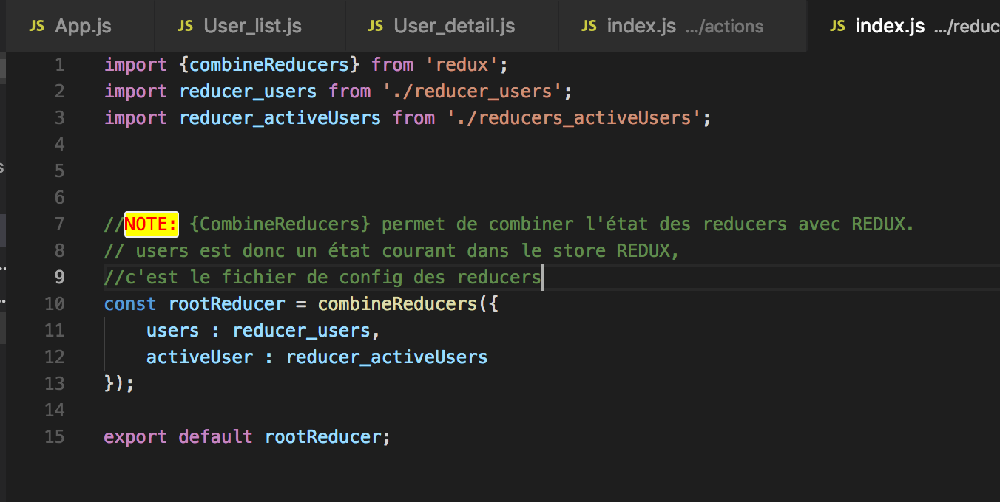 JS App.js JS User_list.js JS User_detail.js JS index.js .../actions JS index.js .../reduc
1 import {combineReducers} from 'redux';
2 import reducer_users from './reducer_users';
3 import reducer_activeUsers from './reducers_activeUsers';
4
5
6
7 //NOTE: {CombineReducers} permet de combiner l'état des reducers avec REDUX.
8 // users est donc un état courant dans le store REDUX,
9 //c'est le fichier de config des reducers
10 const rootReducer = combineReducers({
11 users : reducer_users,
12 activeUser : reducer_activeUsers
13 });
14
15 export default rootReducer;